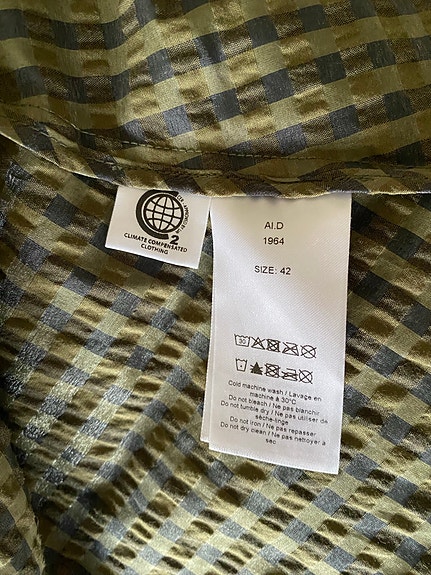 2
CLIMATE COMPENSATED
CLOTHING
AI.D
1964
SIZE: 42
30
Cold machine wash / Lavage en
machine à 30°C
Do not bleach / Ne pas blanchir
Do not tumble dry / Ne pas utiliser de
sèche-linge
Do not iron / Ne pas repasser
Do not dry clean / Ne pas nettoyer à
sec